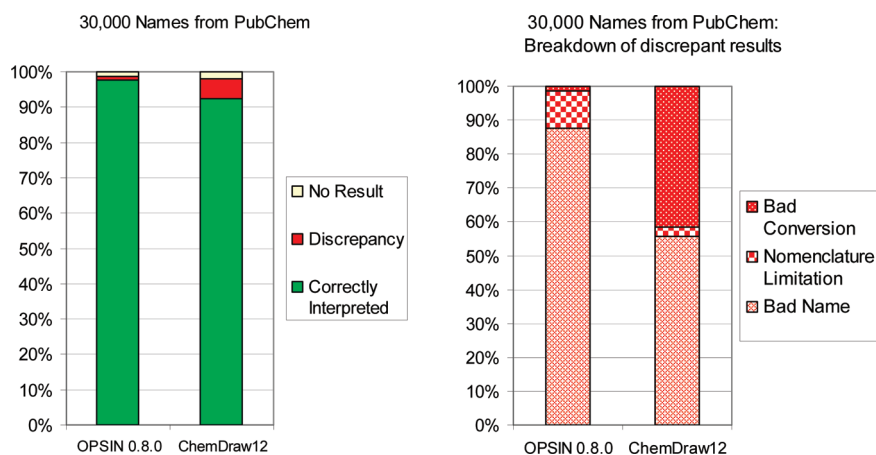 30,000 Names from PubChem
100%
90%
80%
70%
60%
50%
40%
30%
20%
10%
0%
OPSIN 0.8.0 ChemDraw12
No Result
Discrepancy
Correctly
Interpreted
30,000 Names from PubChem:
Breakdown of discrepant results
100%
90%
80%
70%
60%
50%
40%
30%
20%
10%
0%
OPSIN 0.8.0 ChemDraw12
Bad
Conversion
Nomenclature
Limitation
Bad Name